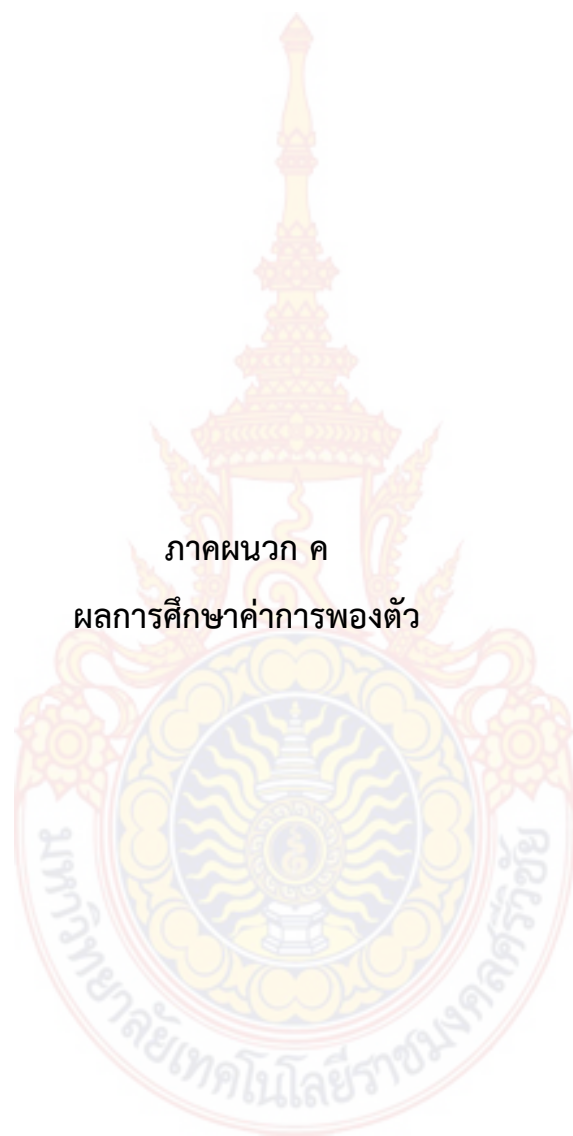 ภาคผนวก ค
ผลการศึกษาค่าการพองตัว
มหาวิทยาลัยเทคโนโลยีราชมงคลศรีวิชัย